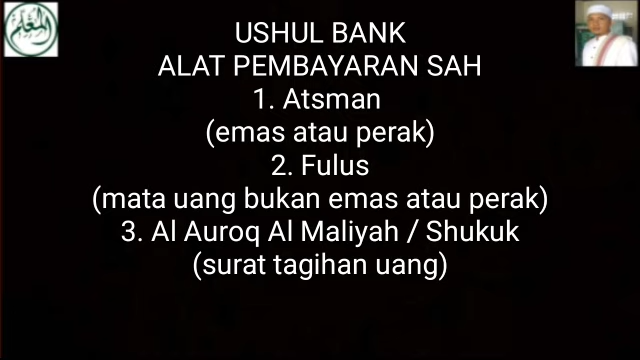 المعلم
USHUL BANK
ALAT PEMBAYARAN SAH
1. Atsman
(emas atau perak)
2. Fulus
(mata uang bukan emas atau perak)
3. Al Auroq Al Maliyah / Shukuk
(surat tagihan uang)